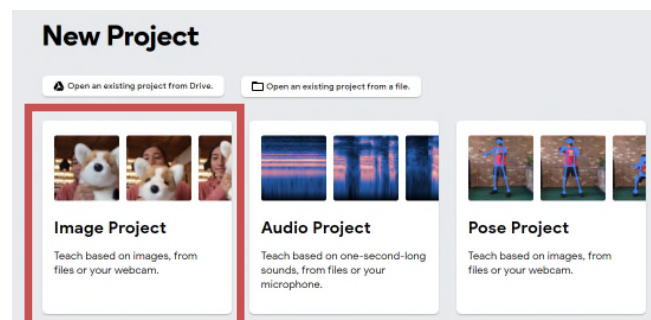 New Project
Open an existing project from Drive.
Open an existing project from a file.
Image Project
Teach based on images, from
files or your webcam.
Audio Project
Teach based on one-second-long
sounds, from files or your
microphone.
Pose Project
Teach based on images, from
files or your webcam.